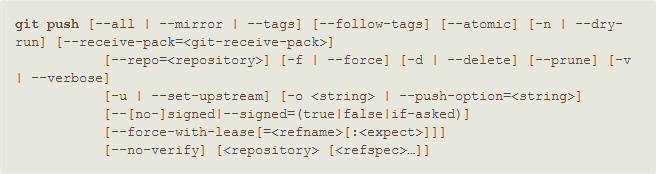 git push [--all | --mirror | --tags] [--follow-tags] [--atomic] [-n | --dry-
run] [--receive-pack=<git-receive-pack>]
[--repo=<repository>] [-f | --force] [-d | --delete] [--prune] [-v
| --verbose]
[-u | --set-upstream] [-o <string> | --push-option=<string>]
[--[no-]signed|--signed=(true|false|if-asked)]
[--force-with-lease[=<refname>[:<expect>]]]
[--no-verify] [<repository> [<refspec>…]]